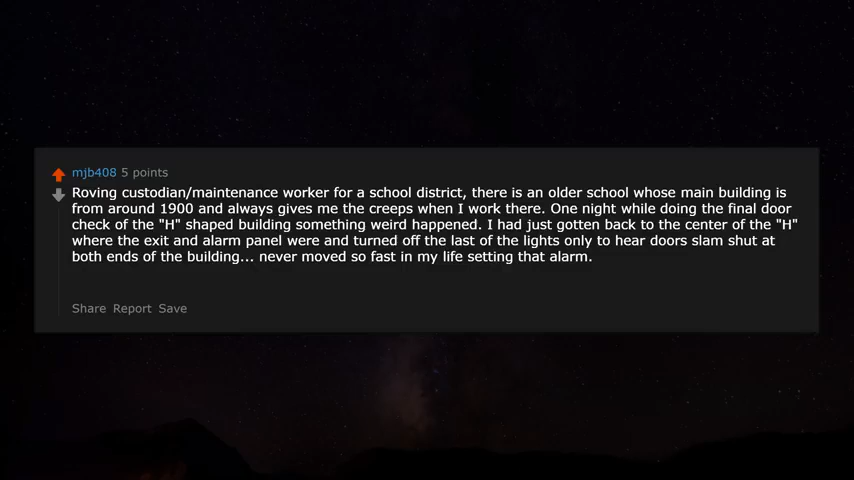 mjb408 5 points
Roving custodian/maintenance worker for a school district, there is an older school whose main building is
from around 1900 and always gives me the creeps when I work there. One night while doing the final door
check of the "H" shaped building something weird happened. I had just gotten back to the center of the "H"
where the exit and alarm panel were and turned off the last of the lights only to hear doors slam shut at
both ends of the building... never moved so fast in my life setting that alarm.
Share Report Save